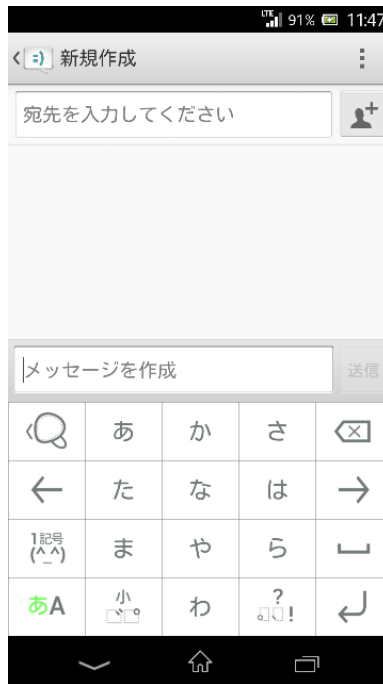 LTE 91% 11:47
=) 新規作成
宛先を入力してください
メッセージを作成 送信
あ か さ
た な は
1記号 ま や ら
(^_^)
あA 小 わ ?!
゛゜ 。、